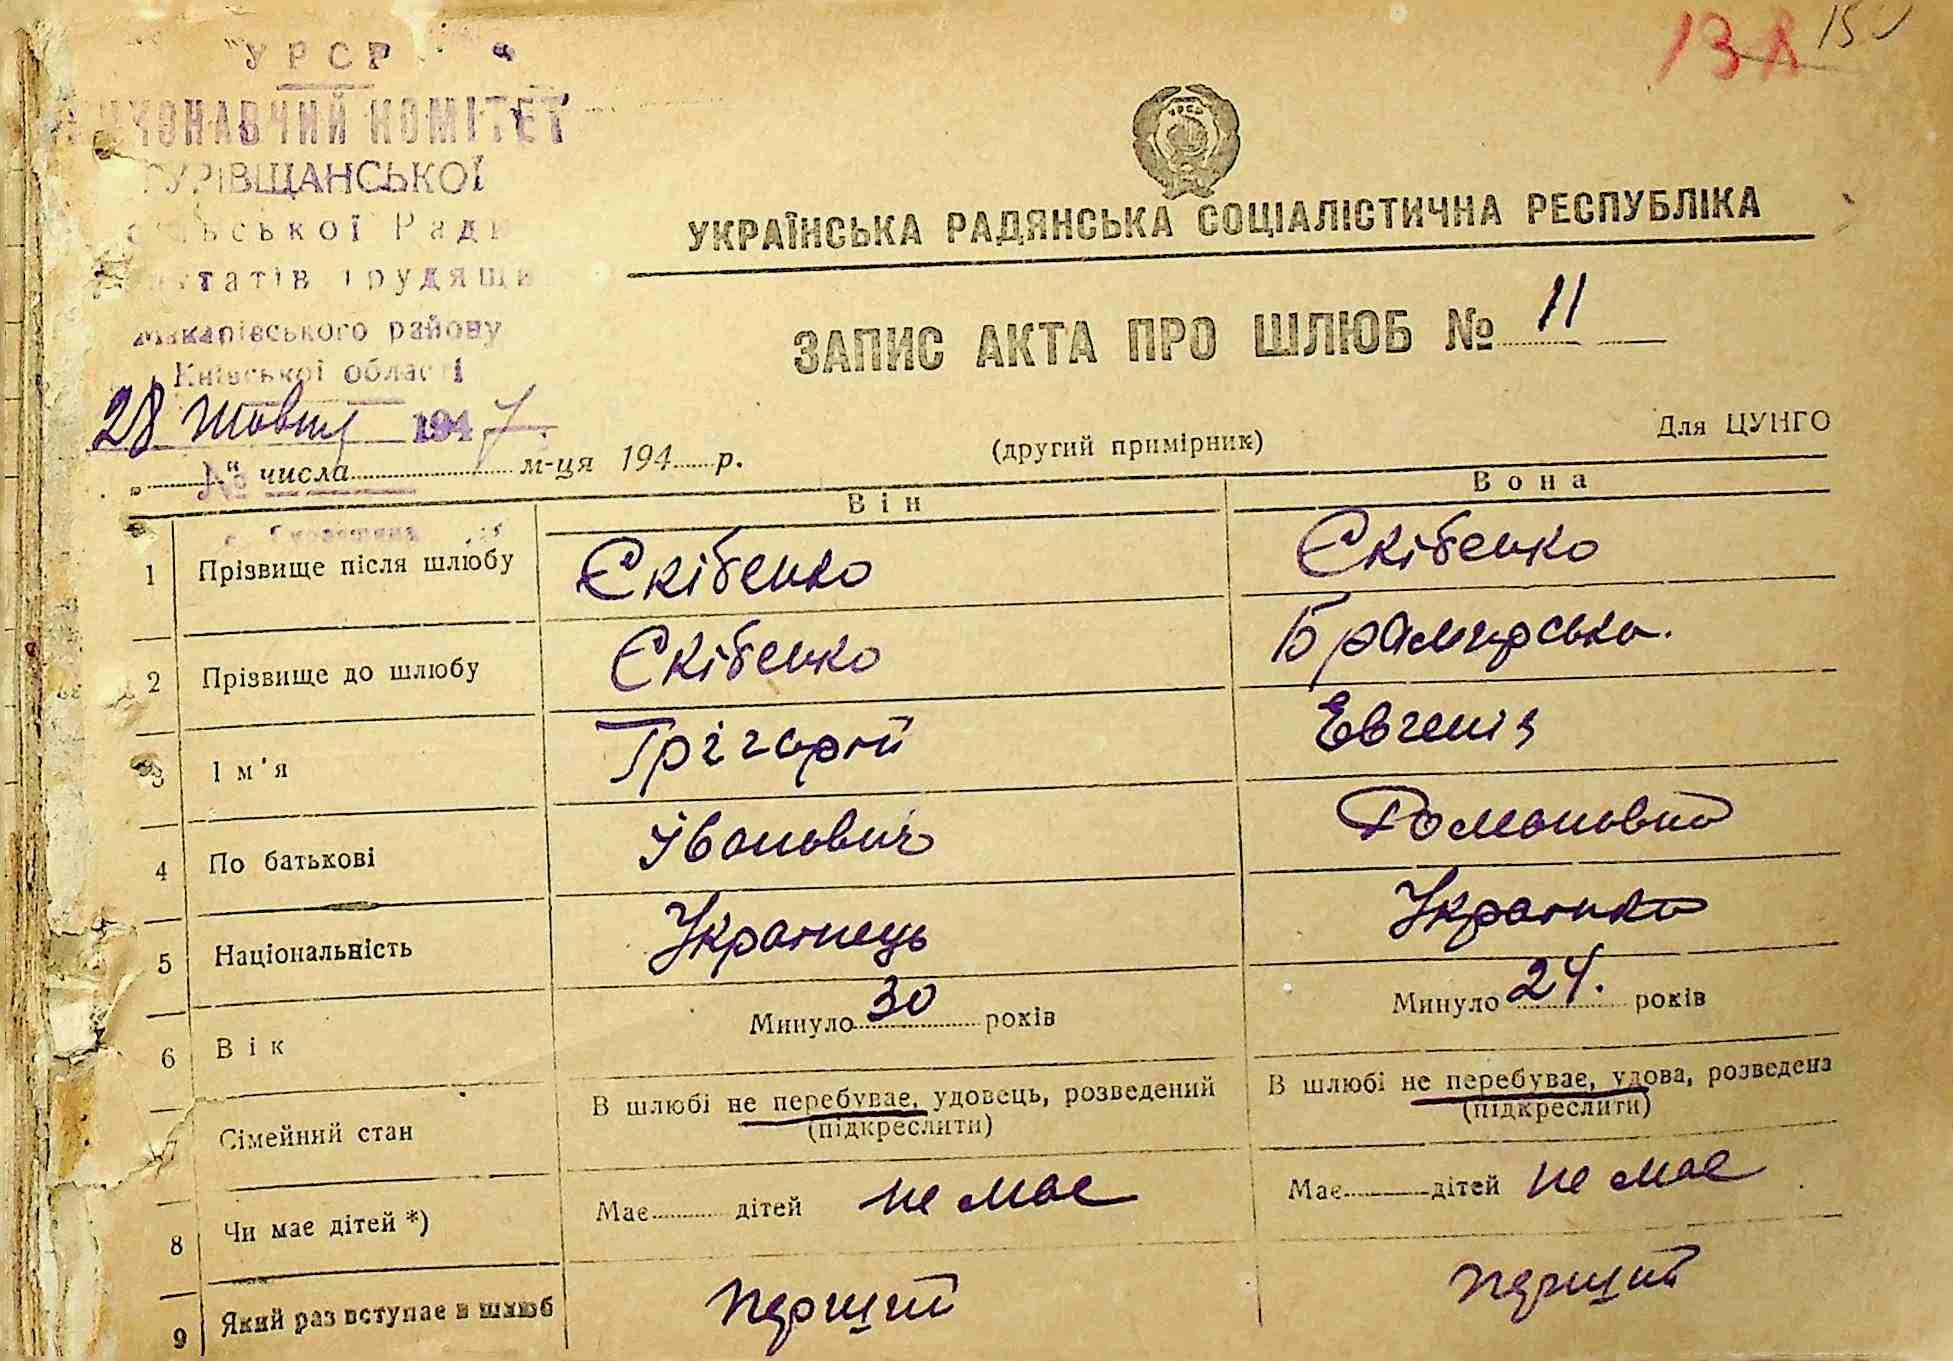 УРСР
ВИКОНАВЧИЙ КОМІТЕТ
ГУРІВЩАНСЬКОЇ
сільської Ради
депутатів трудящих
Макарівського району
Київської області
28 жовтня 1947.
№
„ “ числа м-ця 194 р.
138 150
УКРАЇНСЬКА РАДЯНСЬКА СОЦІАЛІСТИЧНА РЕСПУБЛІКА
ЗАПИС АКТА ПРО ШЛЮБ № 11
(другий примірник) Для ЦУНГО
Він Вона
1 Прізвище після шлюбу Скібенко Скібенко
2 Прізвище до шлюбу Скібенко
3 Ім'я Грігорій Евгенія
4 По батькові Іванович Романовна
5 Національність Українець Українка
6 Вік Минуло 30 років Минуло 24. років
7 Сімейний стан В шлюбі не перебуває, удовець, розведений (підкреслити) В шлюбі не перебуває, удова, розведена (підкреслити)
8 Чи має дітей *) Має дітей не має Має дітей не має
9 Який раз вступає в шлюб перший перший